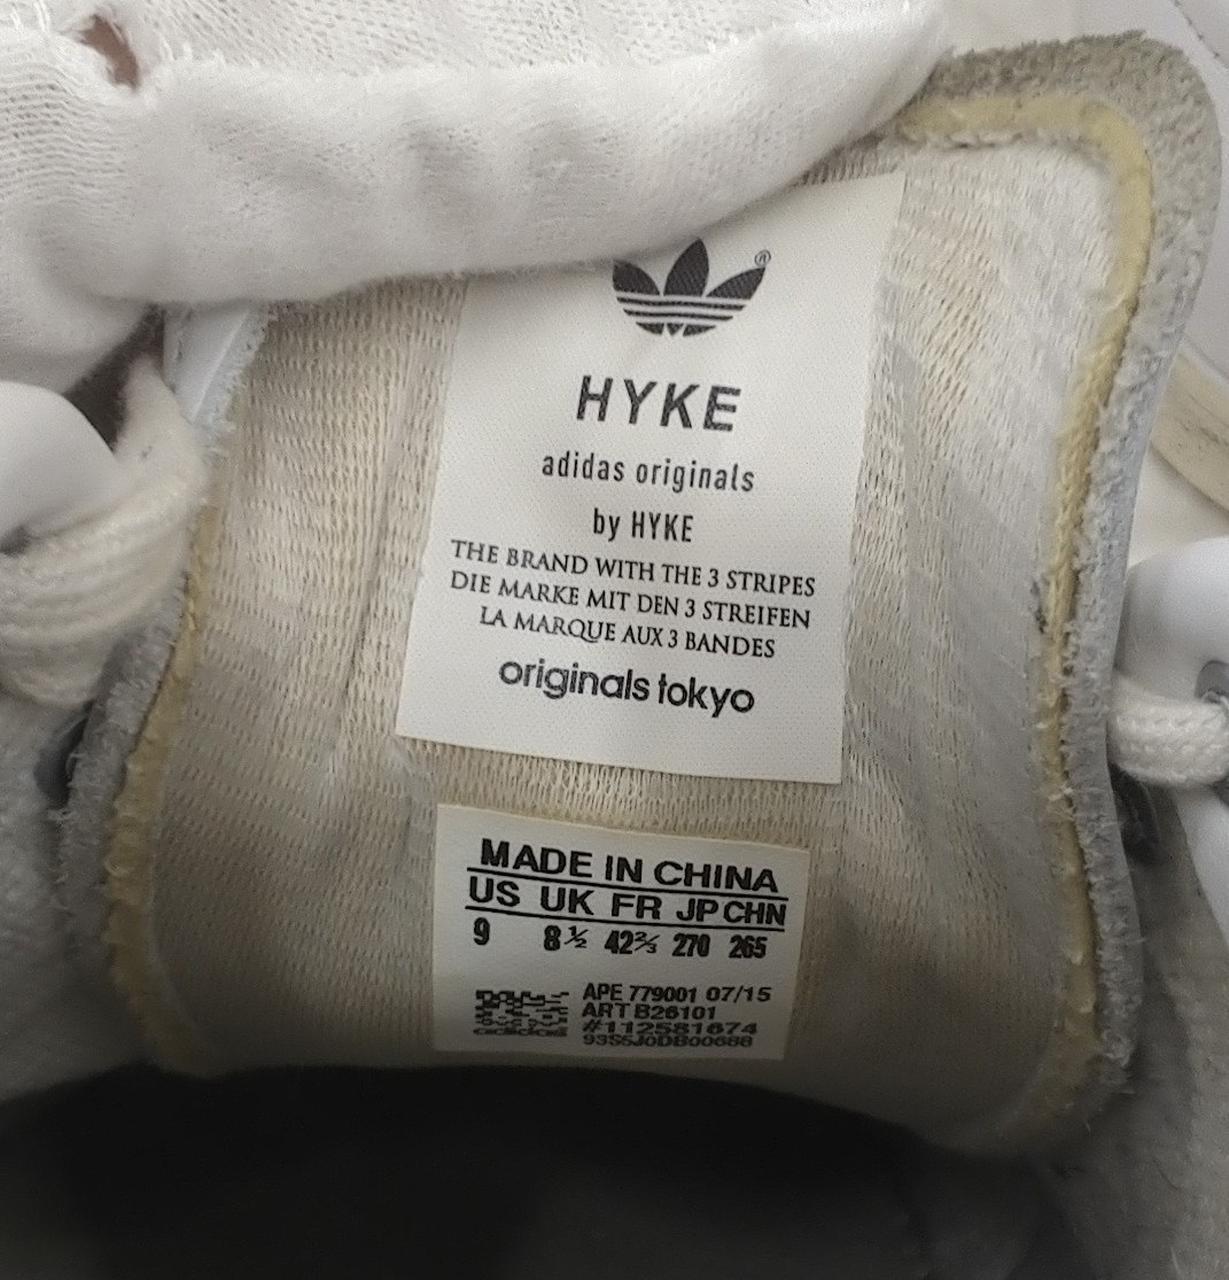 ®
HYKE
adidas originals
by HYKE
THE BRAND WITH THE 3 STRIPES
DIE MARKE MIT DEN 3 STREIFEN
LA MARQUE AUX 3 BANDES
originals tokyo
MADE IN CHINA
US UK FR JP CHN
9 8½ 42⅔ 270 265
APE 779001 07/15
ART B26101
#112581674
93S5J0DB00688
adidas